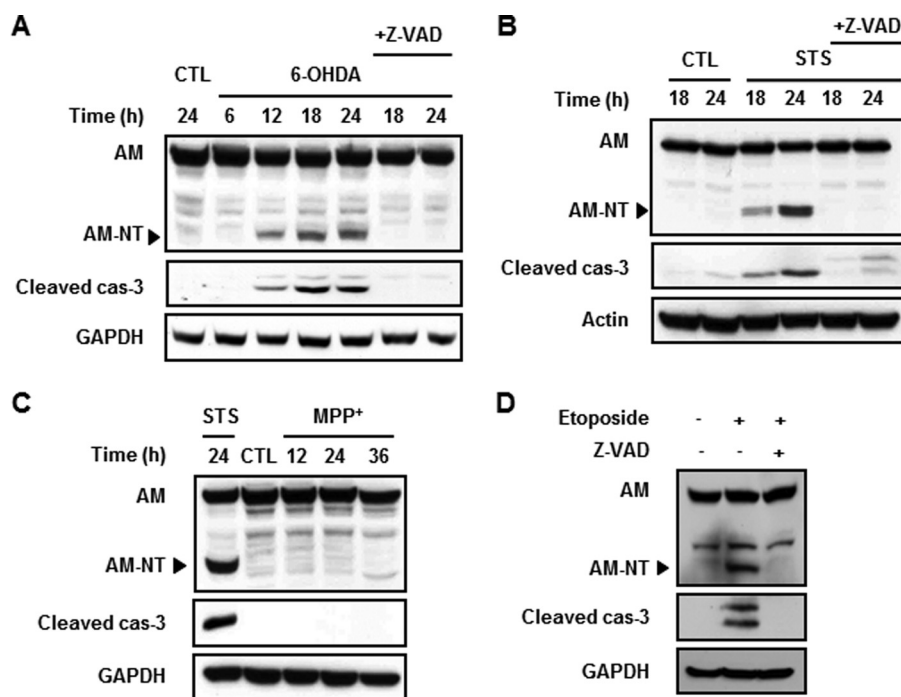 A
+Z-VAD
CTL 6-OHDA
Time (h) 24 6 12 18 24 18 24
AM
AM-NT
Cleaved cas-3
GAPDH
B
+Z-VAD
CTL STS
Time (h) 18 24 18 24 18 24
AM
AM-NT
Cleaved cas-3
Actin
C
STS MPP+
Time (h) 24 CTL 12 24 36
AM
AM-NT
Cleaved cas-3
GAPDH
D
Etoposide - + +
Z-VAD - - +
AM
AM-NT
Cleaved cas-3
GAPDH